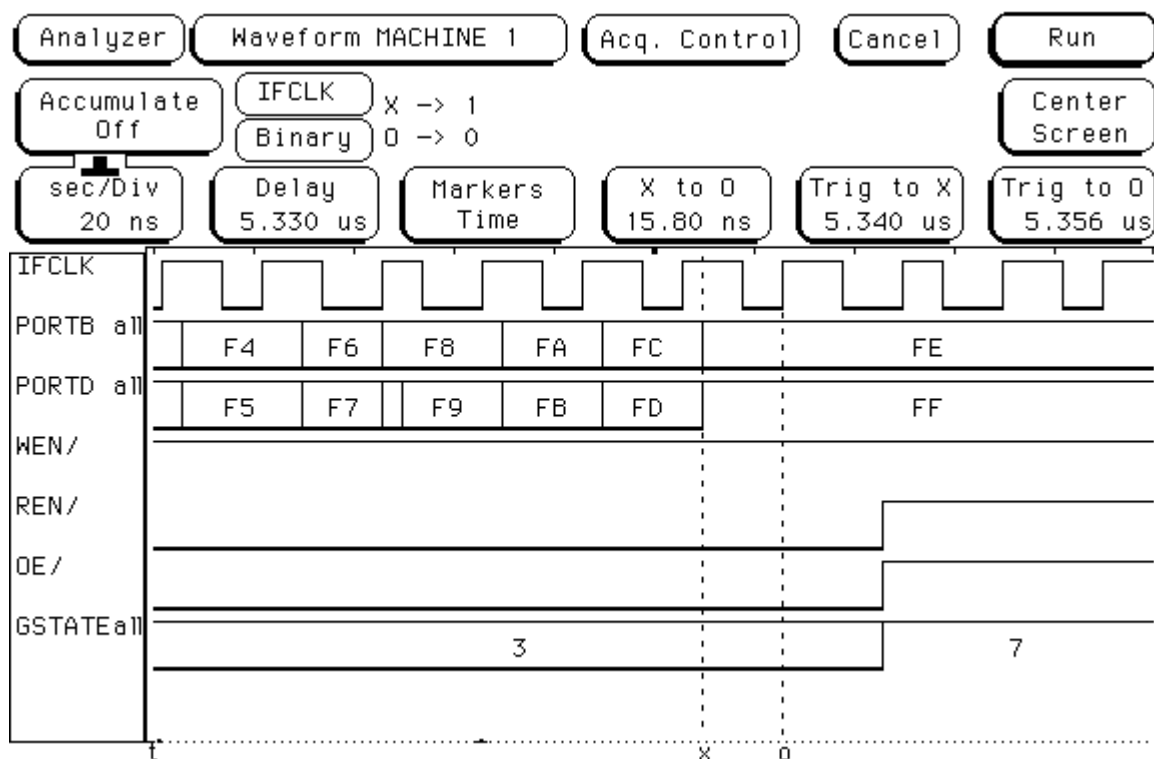 Analyzer Waveform MACHINE 1 Acq. Control Cancel Run
Accumulate Off
IFCLK X -> 1
Binary O -> 0
Center Screen
sec/Div 20 ns
Delay 5.330 us
Markers Time
X to O 15.80 ns
Trig to X 5.340 us
Trig to O 5.356 us
IFCLK
PORTB all F4 F6 F8 FA FC FE
PORTD all F5 F7 F9 FB FD FF
WEN/
REN/
OE/
GSTATE all 3 7
t X O